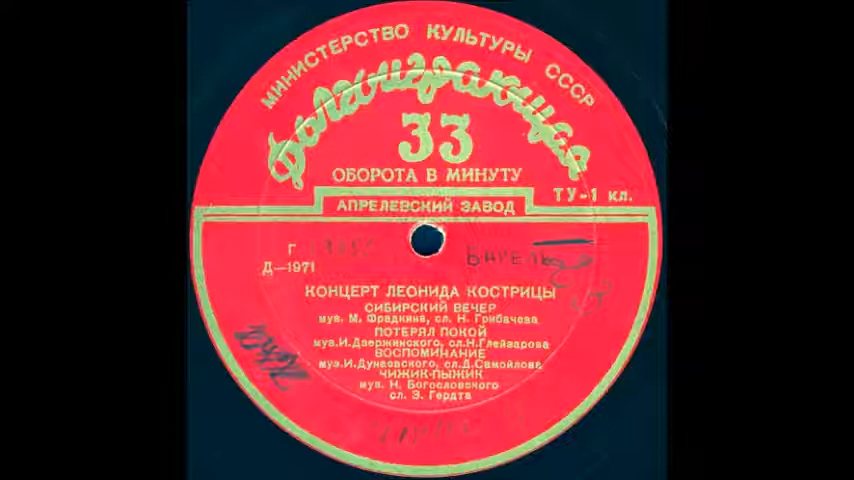 МИНИСТЕРСТВО КУЛЬТУРЫ СССР
Долгоиграющая
33
ОБОРОТА В МИНУТУ
ТУ-1 КЛ.
АПРЕЛЕВСКИЙ ЗАВОД
Г
Д—1971
КОНЦЕРТ ЛЕОНИДА КОСТРИЦЫ
СИБИРСКИЙ ВЕЧЕР
муз. М. Фрадкина, сл. Н. Грибачева
ПОТЕРЯЛ ПОКОЙ
муз. И. Дзержинского, сл. Н. Глейзарова
ВОСПОМИНАНИЕ
муз. И. Дунаевского, сл. Д. Самойлова
ЧИЖИК-ПЫЖИК
муз. Н. Богословского
сл. З. Гердта